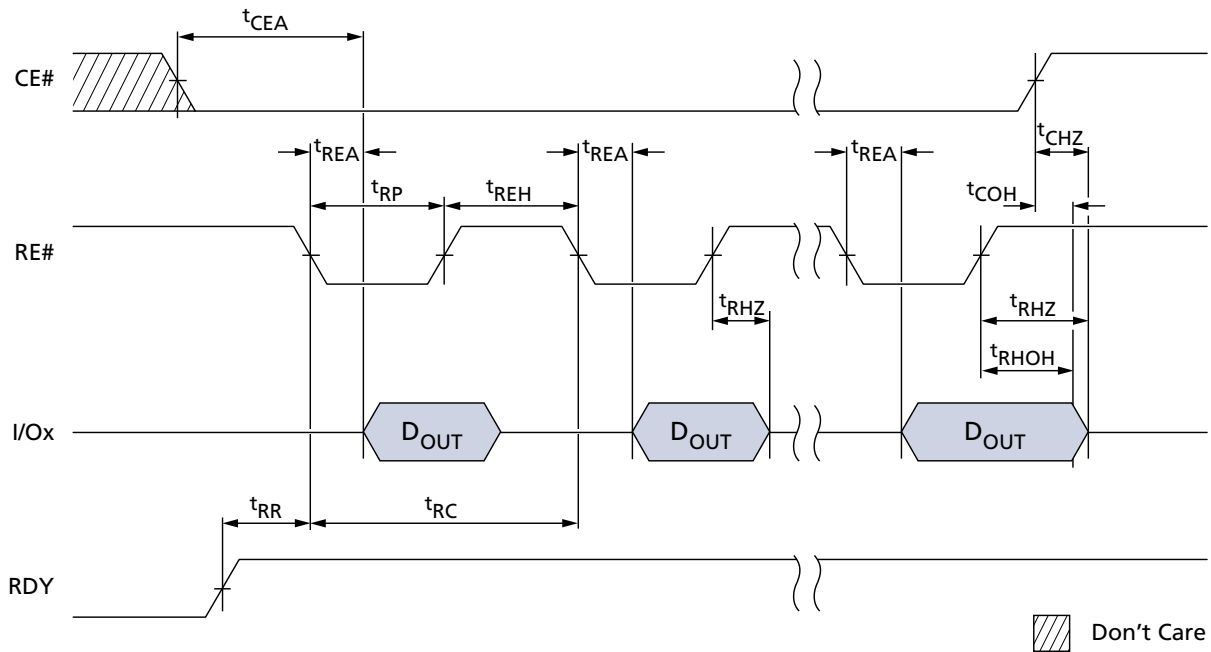 tCEA
CE#
tCHZ
tREA
tREA
tREA
tRP
tREH
tCOH
RE#
tRHZ
tRHZ
tRHOH
I/Ox
DOUT
DOUT
DOUT
tRR
tRC
RDY
Don't Care